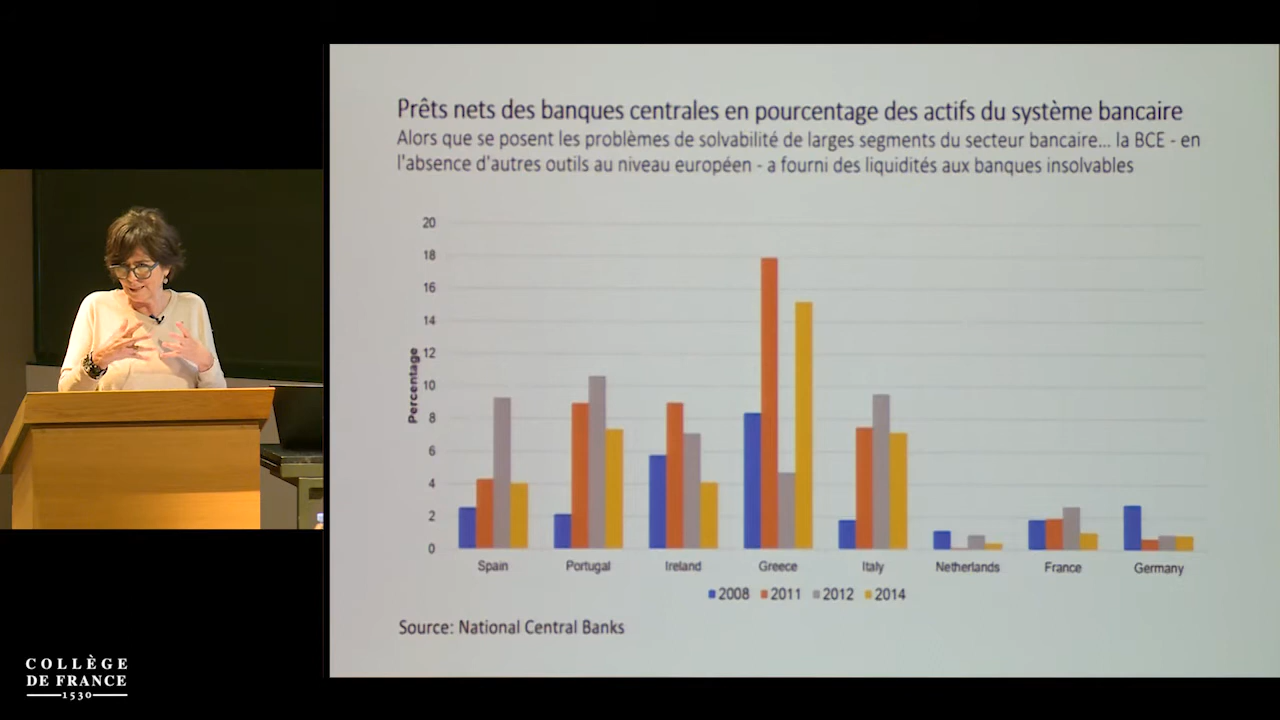 Prêts nets des banques centrales en pourcentage des actifs du système bancaire
Alors que se posent les problèmes de solvabilité de larges segments du secteur bancaire... la BCE - en
l'absence d'autres outils au niveau européen - a fourni des liquidités aux banques insolvables
20
18
16
14
12
10
8
6
4
2
0
Percentage
Spain Portugal Ireland Greece Italy Netherlands France Germany
2008 2011 2012 2014
Source: National Central Banks
COLLÈGE
DE FRANCE
1530